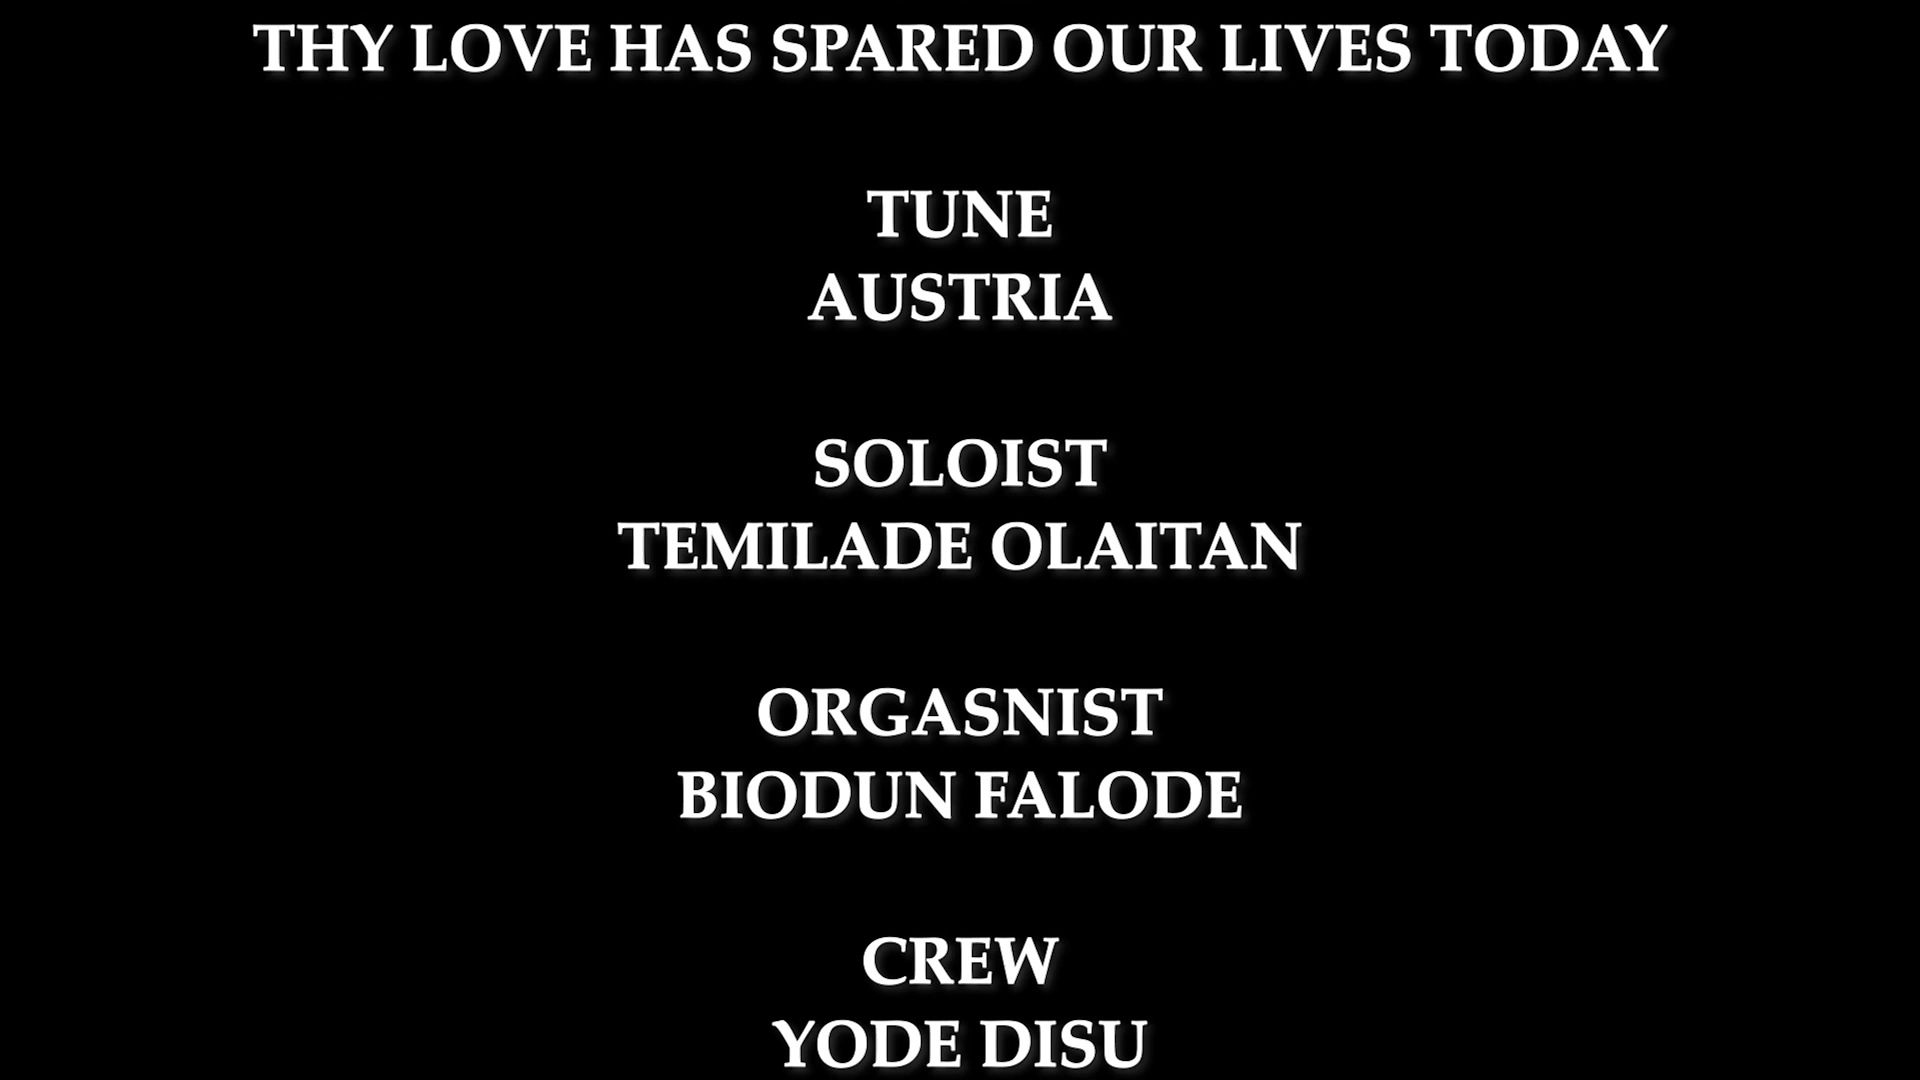 THY LOVE HAS SPARED OUR LIVES TODAY
TUNE
AUSTRIA
SOLOIST
TEMILADE OLAITAN
ORGASNIST
BIODUN FALODE
CREW
YODE DISU